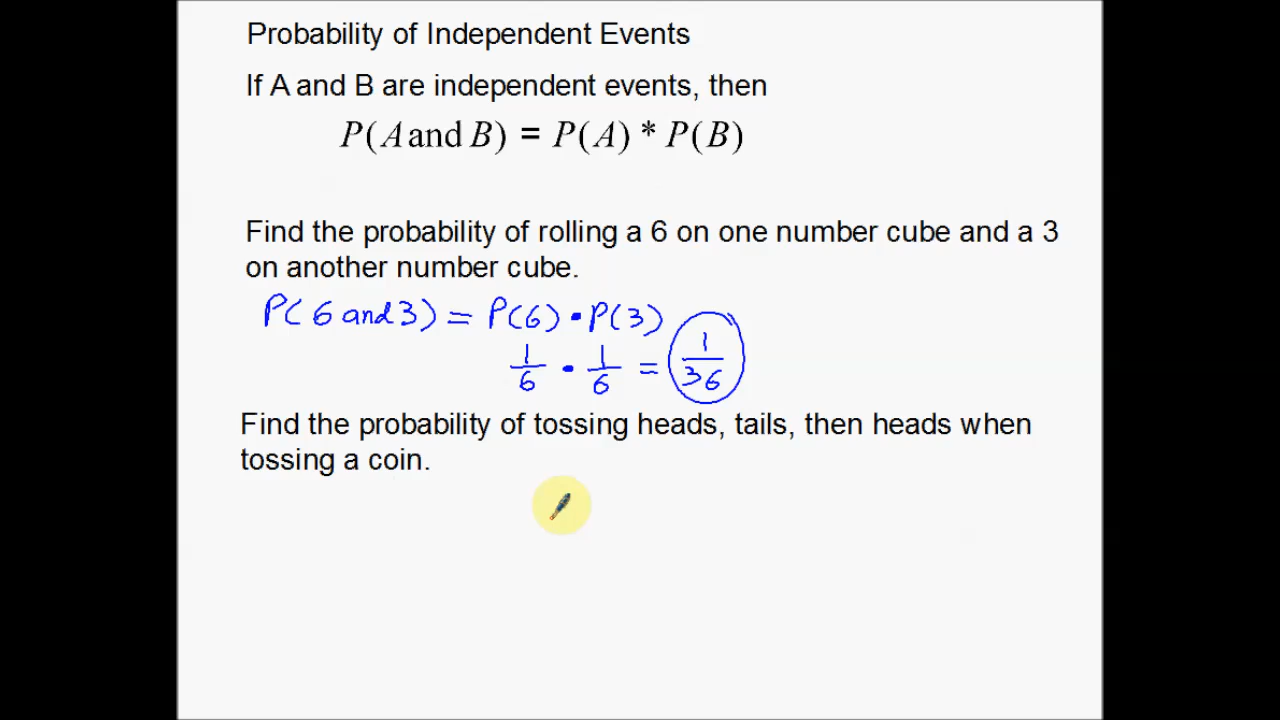 Probability of Independent Events
If A and B are independent events, then
P(A and B) = P(A) * P(B)
Find the probability of rolling a 6 on one number cube and a 3
on another number cube.
P(6 and 3) = P(6) • P(3)
1/6 • 1/6 = 1/36
Find the probability of tossing heads, tails, then heads when
tossing a coin.